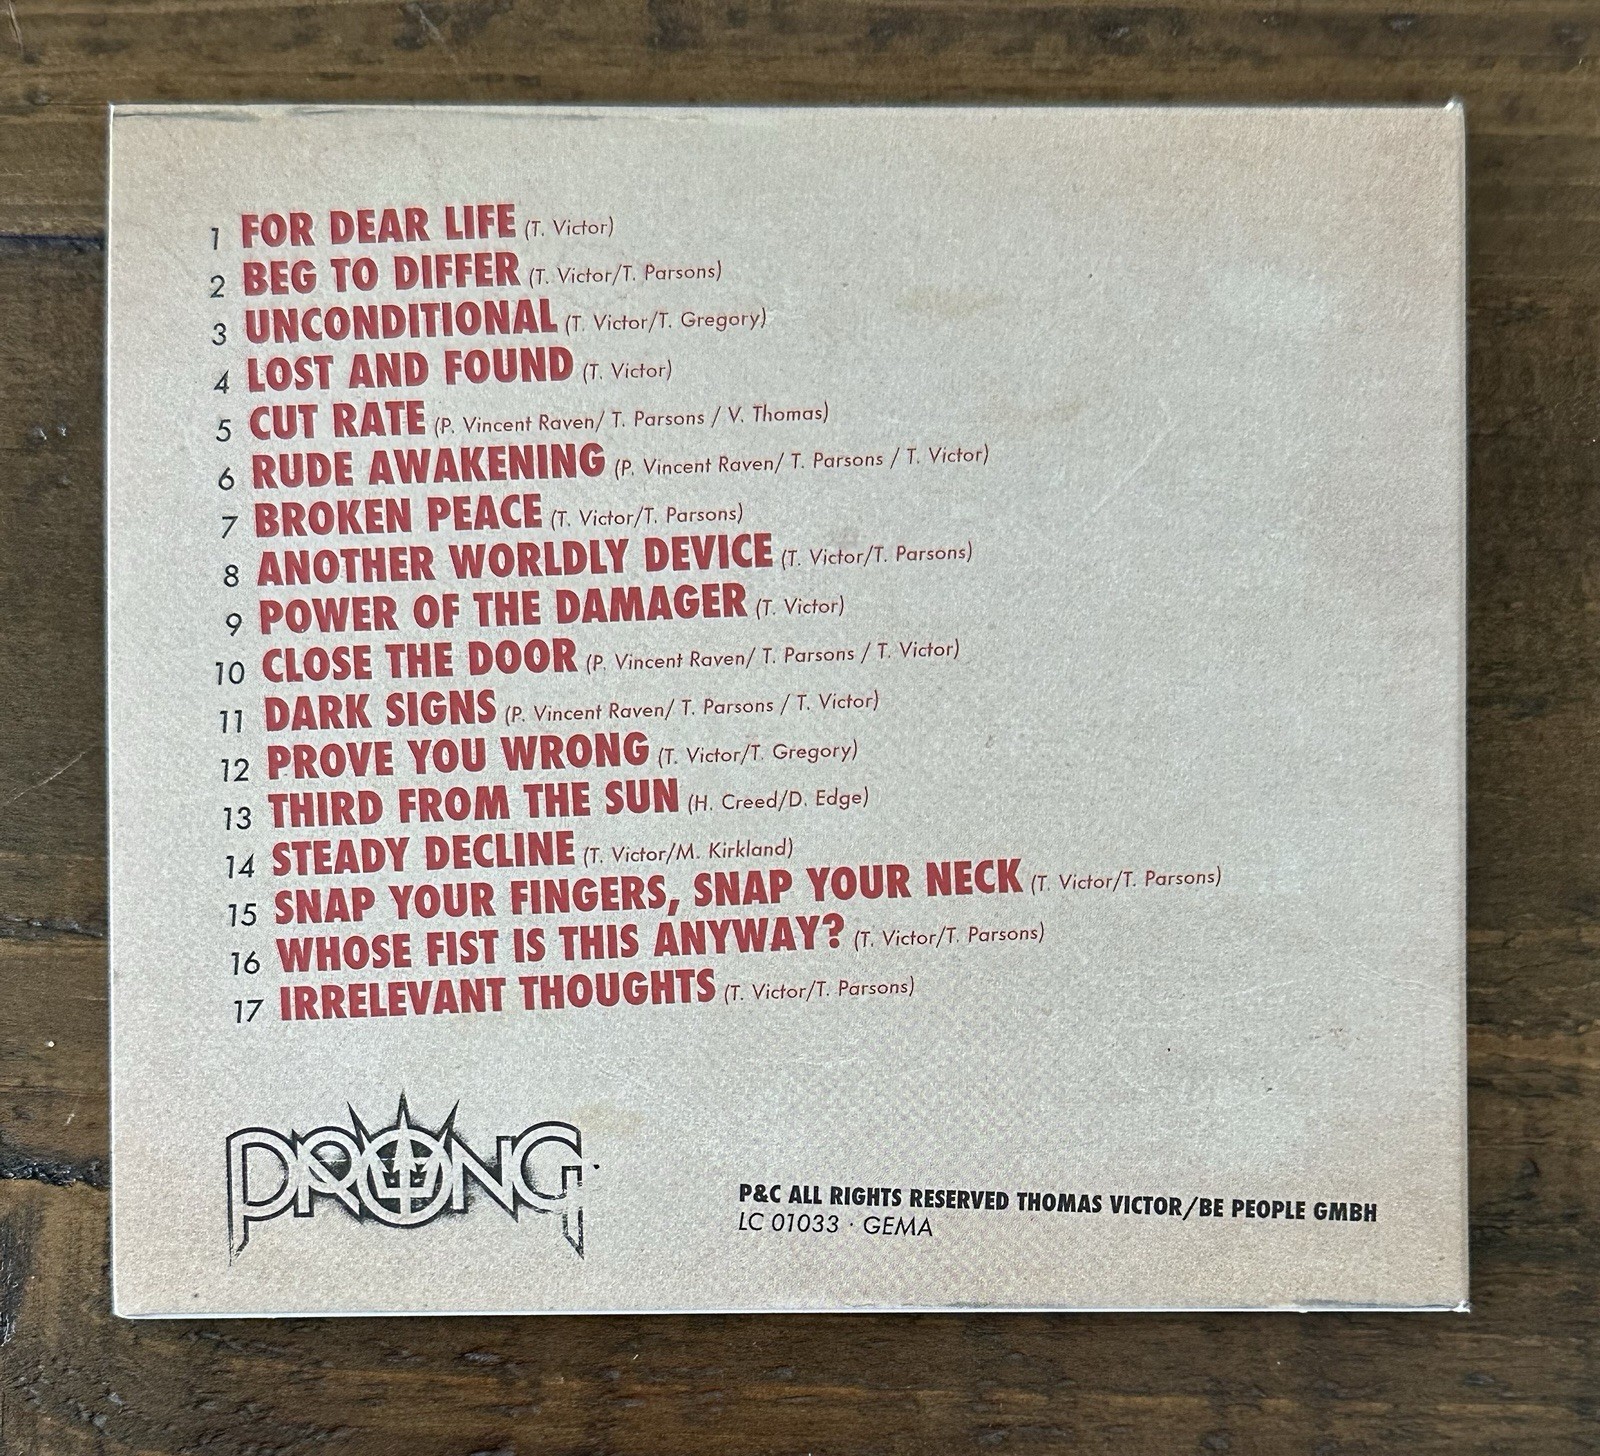 1 FOR DEAR LIFE (T. Victor)
2 BEG TO DIFFER (T. Victor/T. Parsons)
3 UNCONDITIONAL (T. Victor/T. Gregory)
4 LOST AND FOUND (T. Victor)
5 CUT RATE (P. Vincent Raven/ T. Parsons / V. Thomas)
6 RUDE AWAKENING (P. Vincent Raven/ T. Parsons / T. Victor)
7 BROKEN PEACE (T. Victor/T. Parsons)
8 ANOTHER WORLDLY DEVICE (T. Victor/T. Parsons)
9 POWER OF THE DAMAGER (T. Victor)
10 CLOSE THE DOOR (P. Vincent Raven/ T. Parsons / T. Victor)
11 DARK SIGNS (P. Vincent Raven/ T. Parsons / T. Victor)
12 PROVE YOU WRONG (T. Victor/T. Gregory)
13 THIRD FROM THE SUN (H. Creed/D. Edge)
14 STEADY DECLINE (T. Victor/M. Kirkland)
15 SNAP YOUR FINGERS, SNAP YOUR NECK (T. Victor/T. Parsons)
16 WHOSE FIST IS THIS ANYWAY? (T. Victor/T. Parsons)
17 IRRELEVANT THOUGHTS (T. Victor/T. Parsons)
PRONG
P&C ALL RIGHTS RESERVED THOMAS VICTOR/BE PEOPLE GMBH
LC 01033 · GEMA